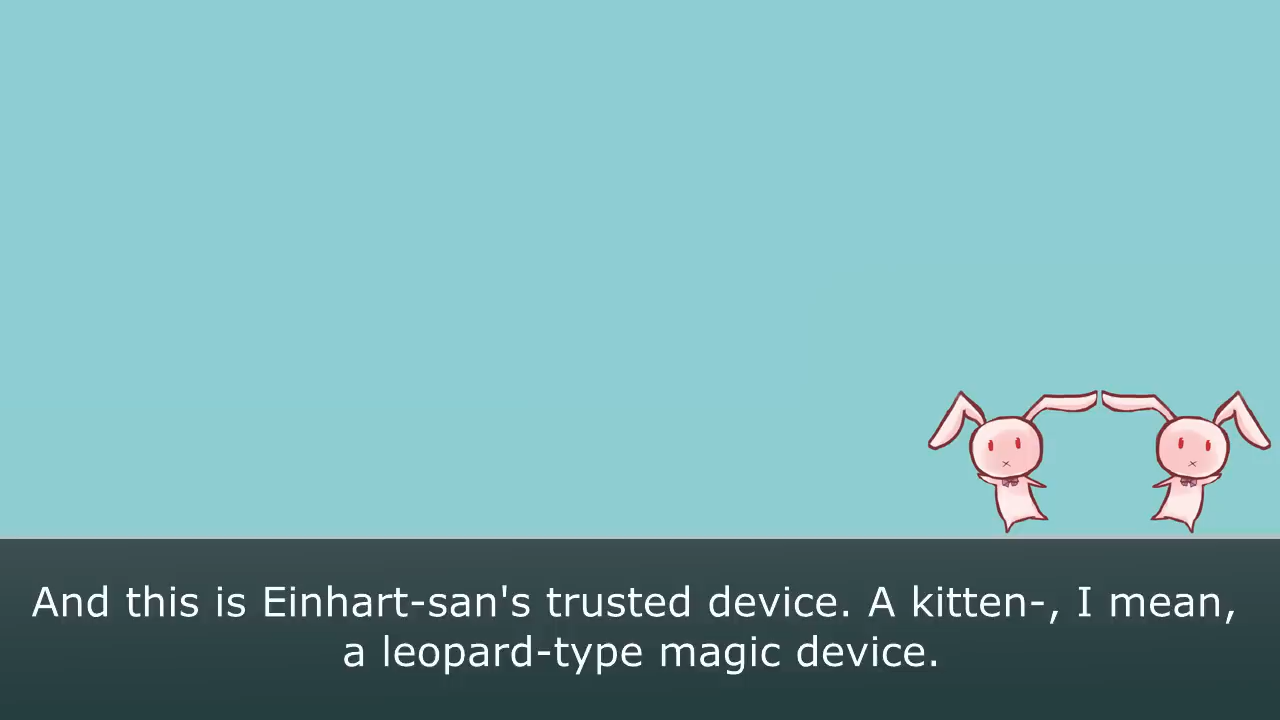 And this is Einhart-san's trusted device. A kitten-, I mean,
a leopard-type magic device.